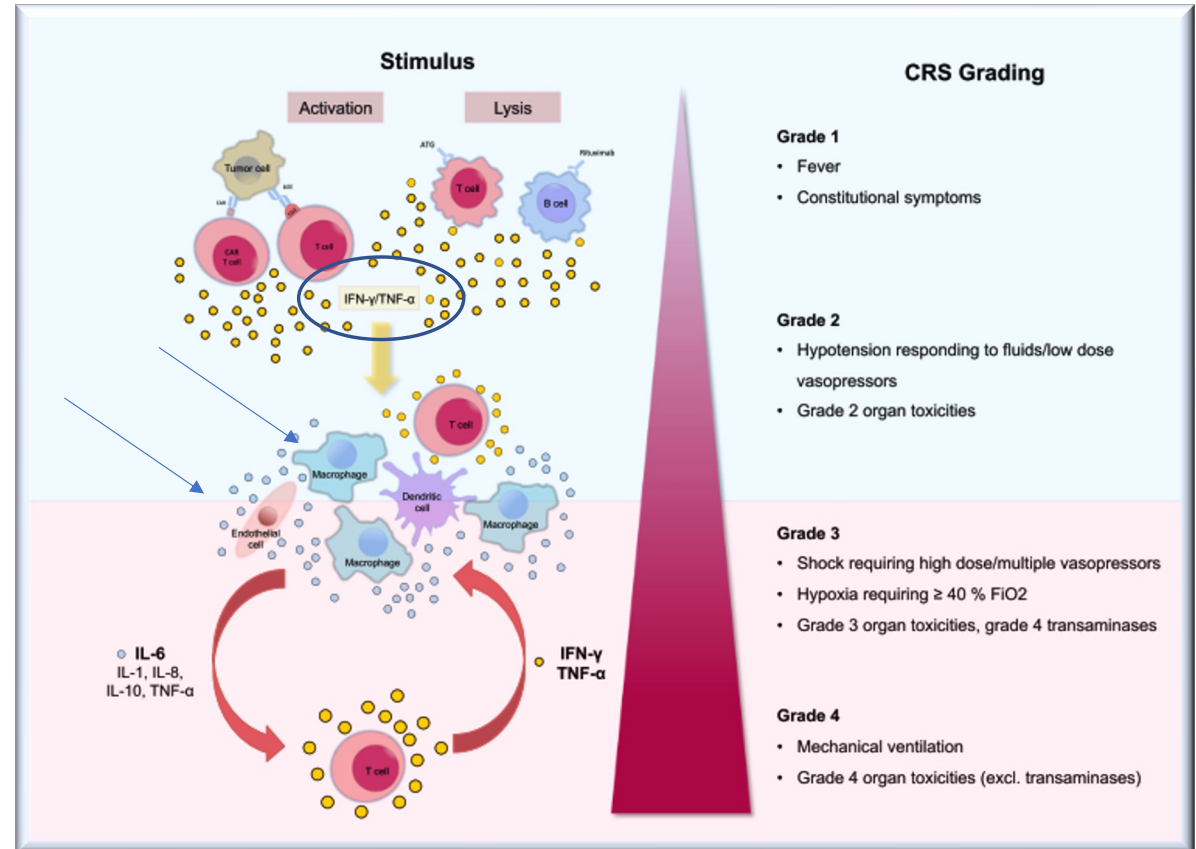 Stimulus
Activation
Lysis
ATG
Rituximab
Tumor cell
T cell
B cell
CAR
CAR
T cell
T cell
IFN-γ/TNF-α
T cell
Macrophage
Dendritic
cell
Macrophage
Endothelial
cell
Macrophage
IL-6
IL-1, IL-8,
IL-10, TNF-α
IFN-γ
TNF-α
T cell
CRS Grading
Grade 1
• Fever
• Constitutional symptoms
Grade 2
• Hypotension responding to fluids/low dose
vasopressors
• Grade 2 organ toxicities
Grade 3
• Shock requiring high dose/multiple vasopressors
• Hypoxia requiring ≥ 40 % FiO2
• Grade 3 organ toxicities, grade 4 transaminases
Grade 4
• Mechanical ventilation
• Grade 4 organ toxicities (excl. transaminases)